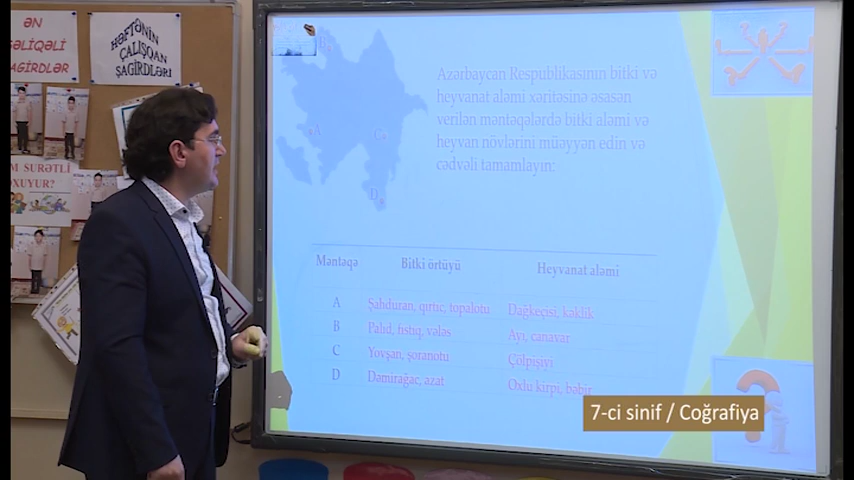 ƏN
SƏLİQƏLİ
ŞAGİRDLƏR
HƏFTƏNİN
ÇALIŞQAN
ŞAGİRDLƏRİ
SURƏTLİ
OXUYUR?
Azərbaycan Respublikasının bitki və
heyvanat aləmi xəritəsinə əsasən
verilən məntəqələrdə bitki aləmi və
heyvan növlərini müəyyən edin və
cədvəli tamamlayın:
A
C
D
Məntəqə Bitki örtüyü Heyvanat aləmi
A Şahduran, qırtıc, topalotu Dağkeçisi, kəklik
B Palıd, fıstıq, vələs Ayı, canavar
C Yovşan, şoranotu Çölpişiyi
D Dəmirağac, azat Oxlu kirpi, bəbir
7-ci sinif / Coğrafiya